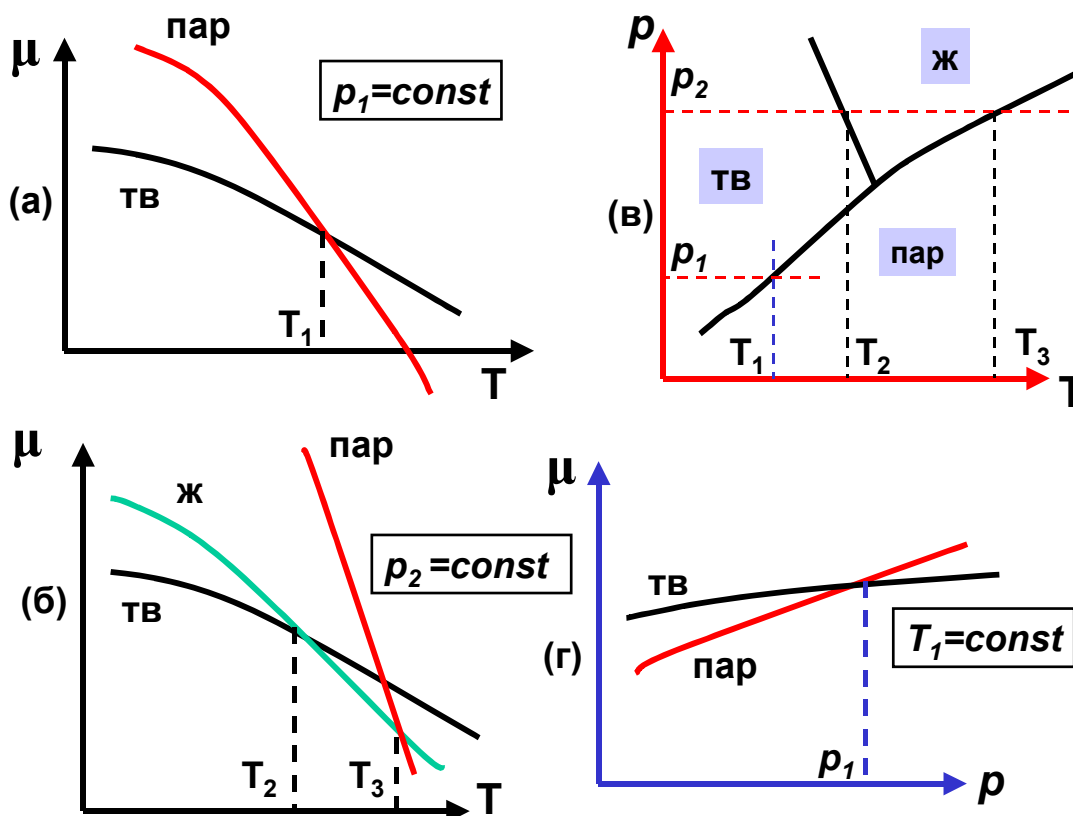 (а)
μ
пар
p₁=const
тв
T₁
T
(в)
p
p₂
ж
тв
p₁
пар
T₁
T₂
T₃
T
(б)
μ
ж
пар
p₂ =const
тв
T₂
T₃
T
(г)
μ
тв
пар
T₁=const
p₁
p